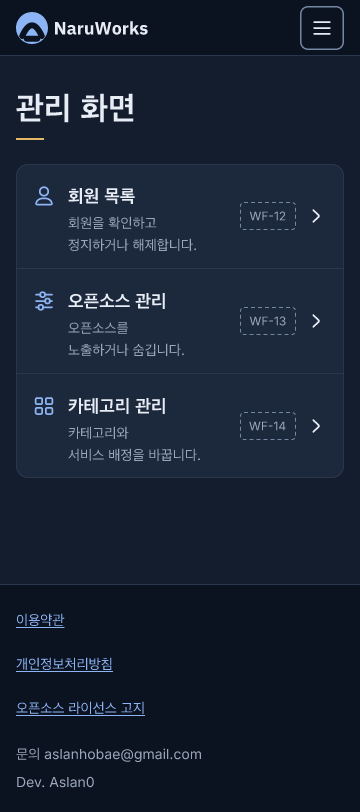 NaruWorks
관리 화면
회원 목록
회원을 확인하고
정지하거나 해제합니다.
WF-12
오픈소스 관리
오픈소스를
노출하거나 숨깁니다.
WF-13
카테고리 관리
카테고리와
서비스 배정을 바꿉니다.
WF-14
이용약관
개인정보처리방침
오픈소스 라이선스 고지
문의 aslanhobae@gmail.com
Dev. Aslan0